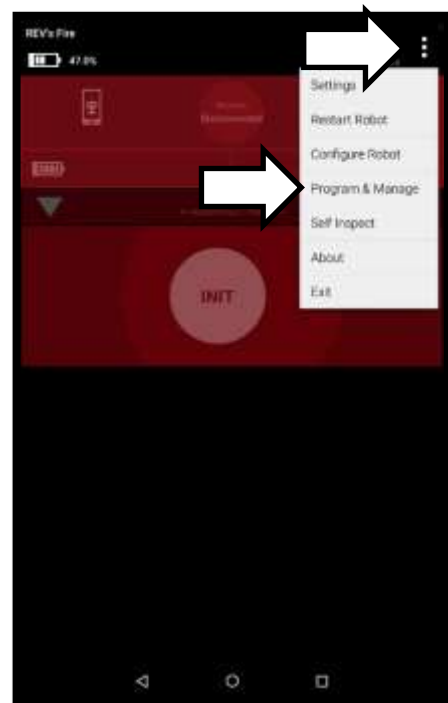 REV's Fire
47.0%
Settings
Restart Robot
Configure Robot
Program & Manage
Self Inspect
About
Exit
INIT